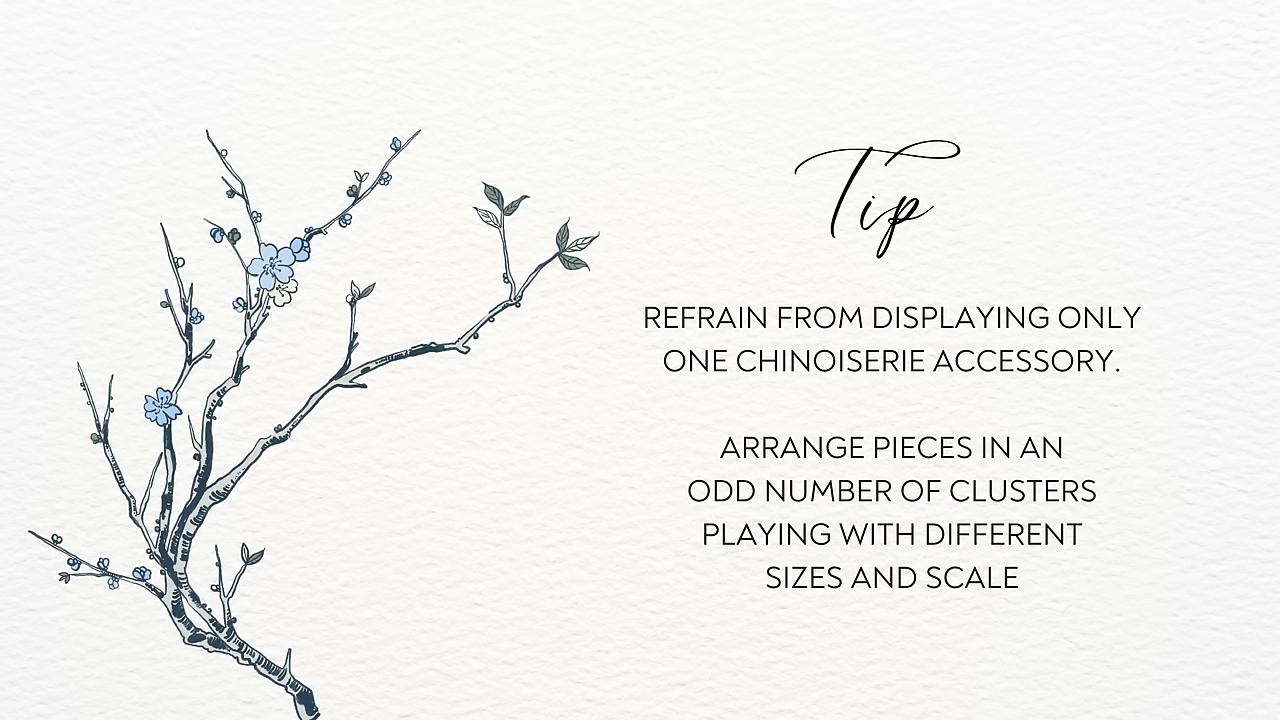 Tip
REFRAIN FROM DISPLAYING ONLY
ONE CHINOISERIE ACCESSORY.
ARRANGE PIECES IN AN
ODD NUMBER OF CLUSTERS
PLAYING WITH DIFFERENT
SIZES AND SCALE